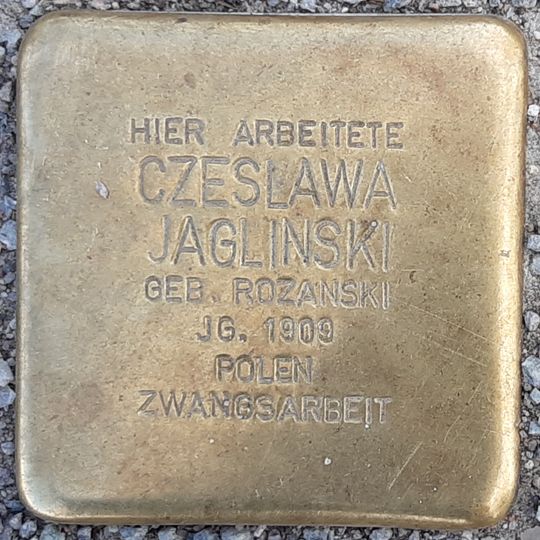 HIER ARBEITETE
CZESŁAWA
JAGLINSKI
GEB. ROZANSKI
JG. 1909
POLEN
ZWANGSARBEIT